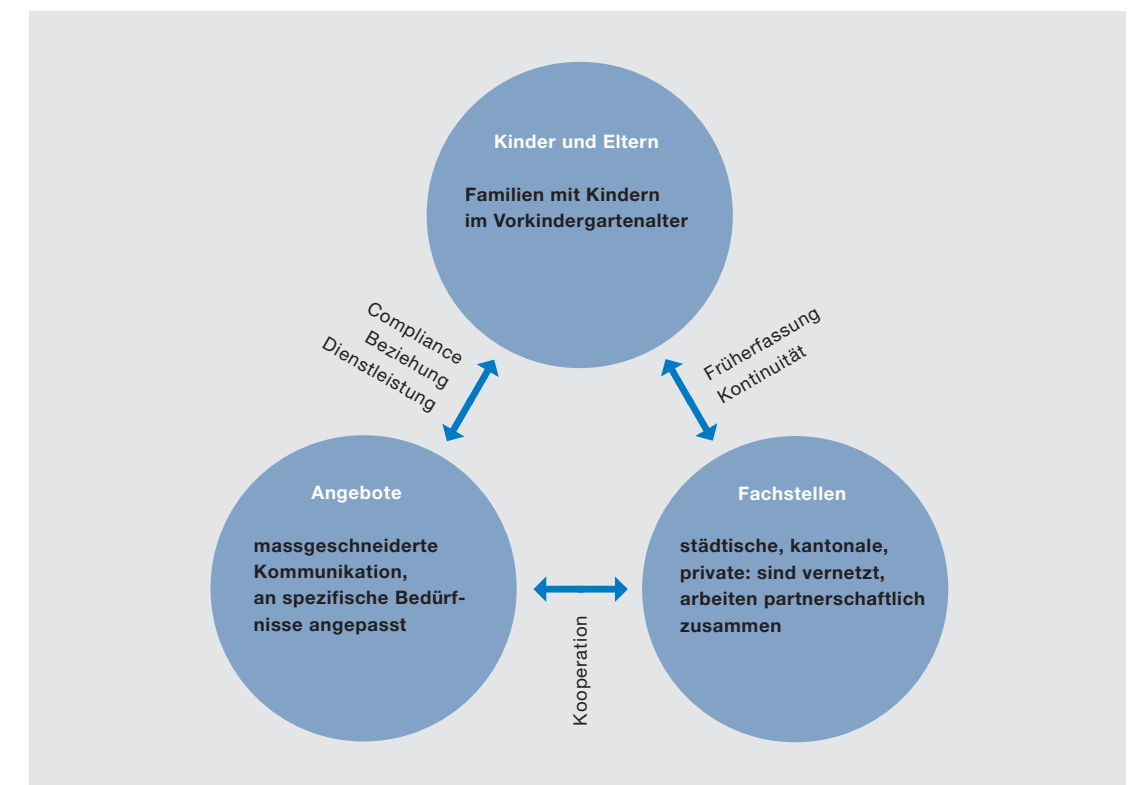 Kinder und Eltern
Familien mit Kindern
im Vorkindergartenalter
Compliance
Beziehung
Dienstleistung
Früherfassung
Kontinuität
Angebote
massgeschneiderte
Kommunikation,
an spezifische Bedürf-
nisse angepasst
Fachstellen
städtische, kantonale,
private: sind vernetzt,
arbeiten partnerschaftlich
zusammen
Kooperation